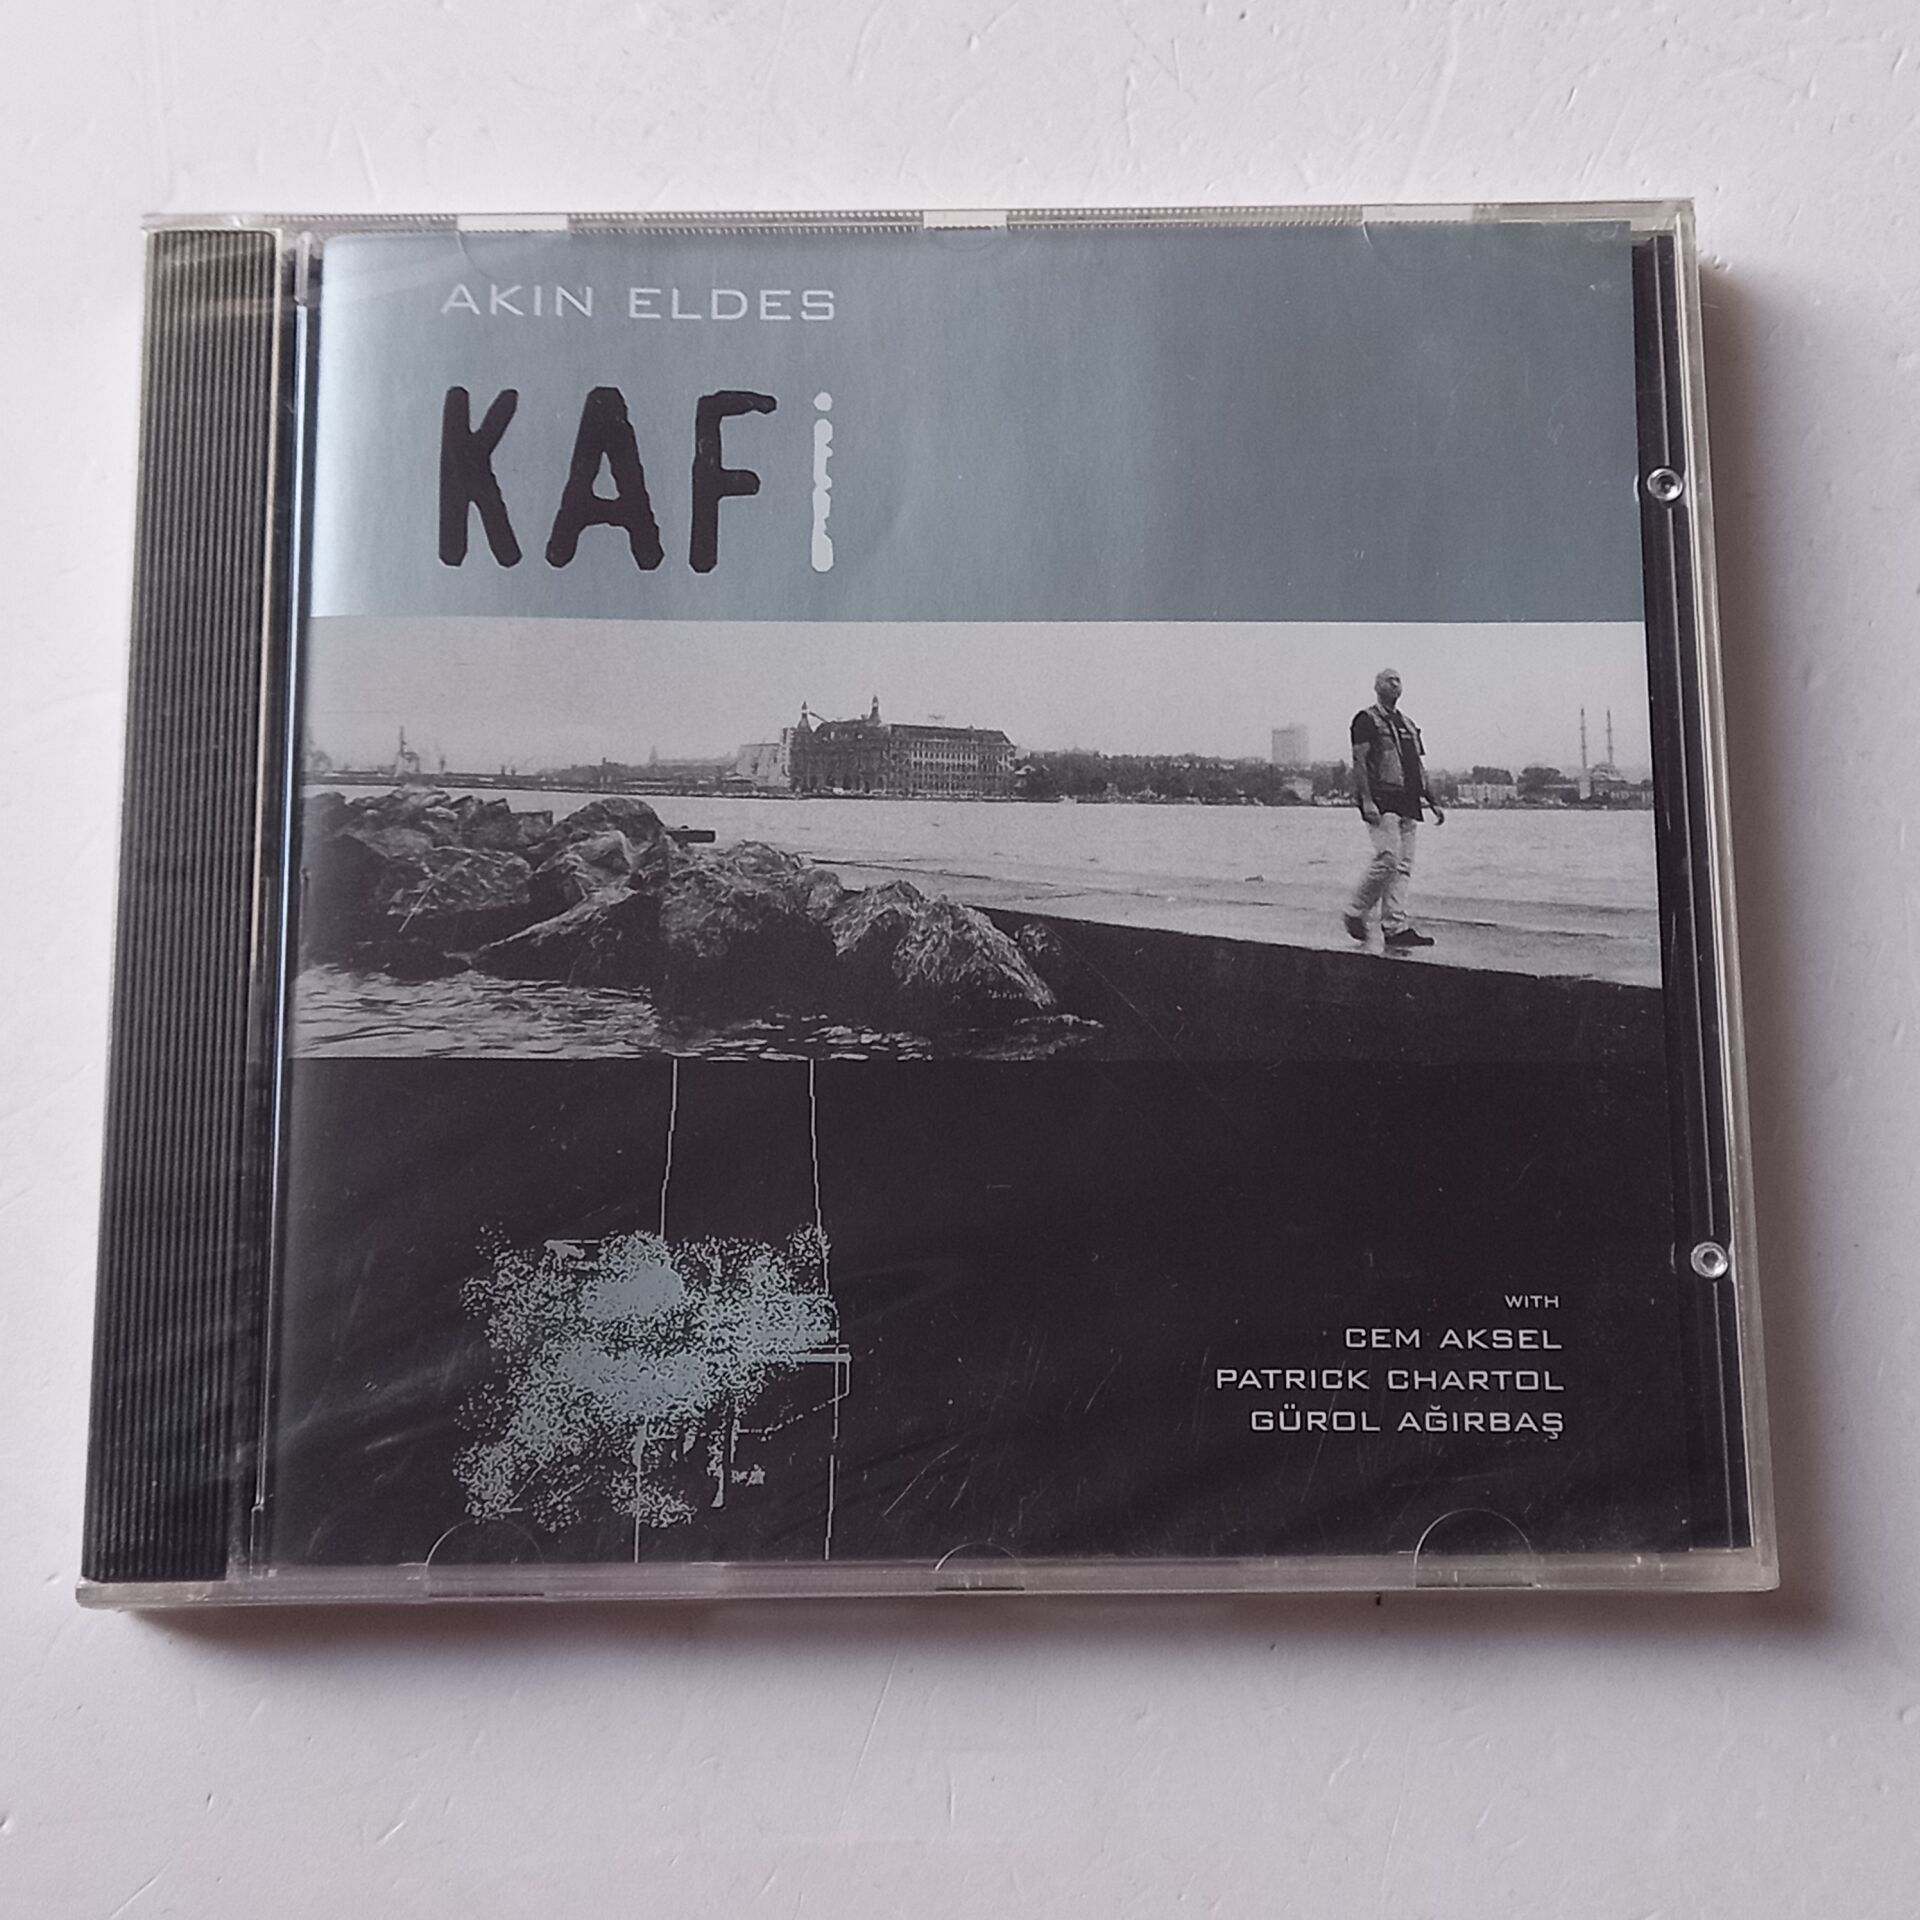 AKIN ELDES
KAFi
WITH
CEM AKSEL
PATRICK CHARTOL
GÜROL AĞIRBAŞ